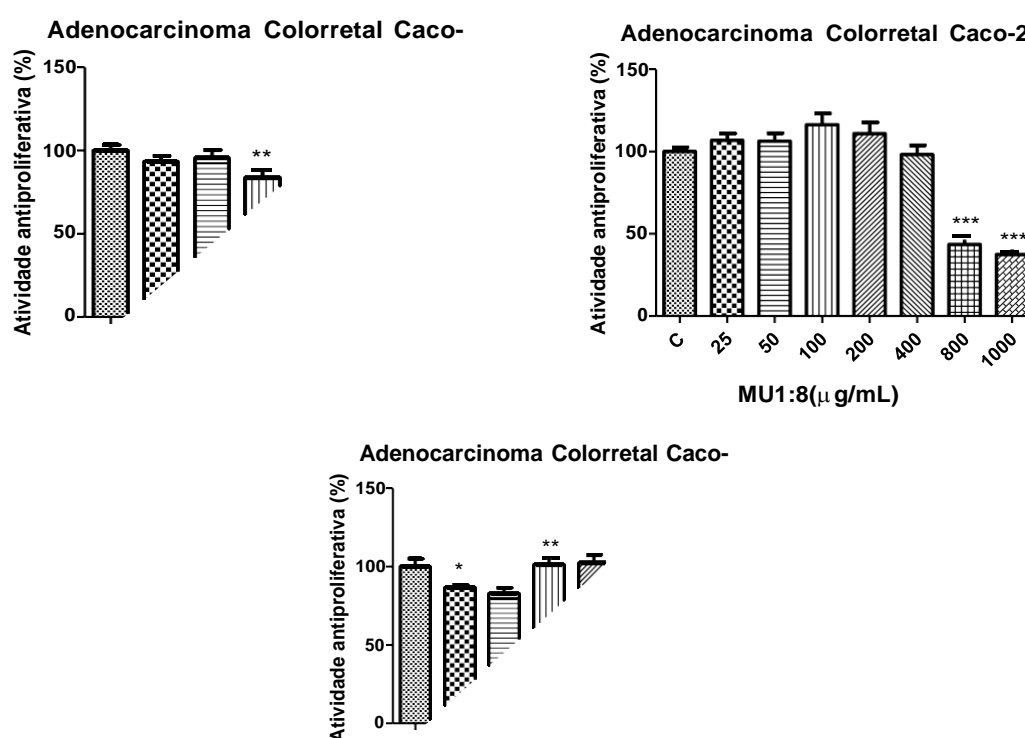 Adenocarcinoma Colorretal Caco-
Atividade antiproliferativa (%)
150
100
50
0
**
Adenocarcinoma Colorretal Caco-2
Atividade antiproliferativa (%)
150
100
50
0
***
***
C 25 50 100 200 400 800 1000
MU1:8(μ g/mL)
Adenocarcinoma Colorretal Caco-
Atividade antiproliferativa (%)
150
100
50
0
*
**